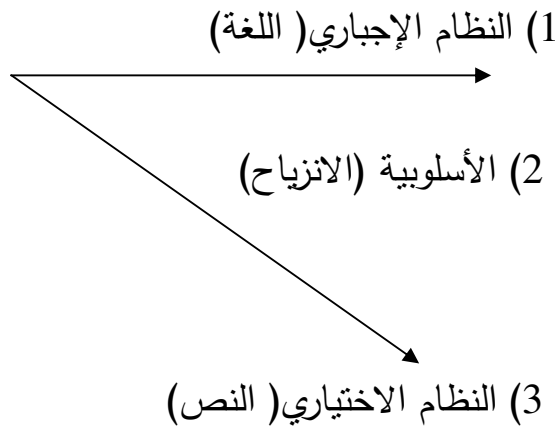 1) النظام الإجباري( اللغة)
2) الأسلوبية (الانزياح)
3) النظام الاختياري( النص)